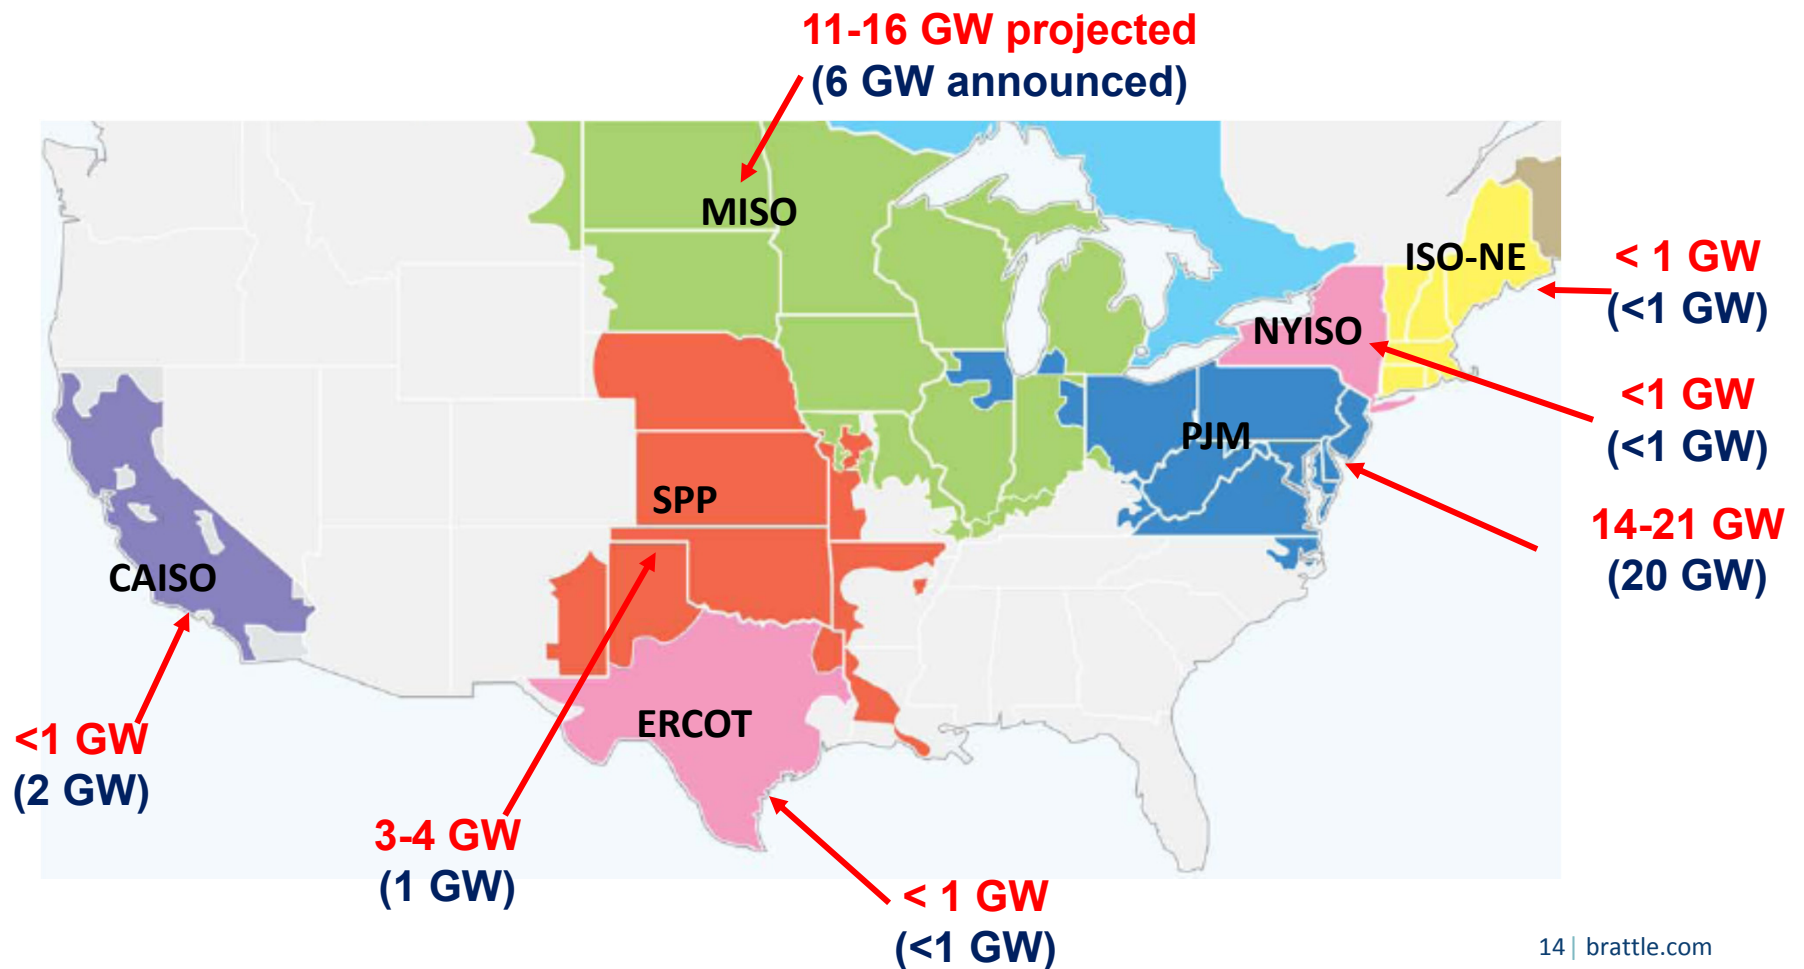 11-16 GW projected
(6 GW announced)
MISO
ISO-NE
< 1 GW
(<1 GW)
NYISO
<1 GW
(<1 GW)
PJM
14-21 GW
(20 GW)
SPP
CAISO
<1 GW
(2 GW)
ERCOT
3-4 GW
(1 GW)
< 1 GW
(<1 GW)
14| brattle.com